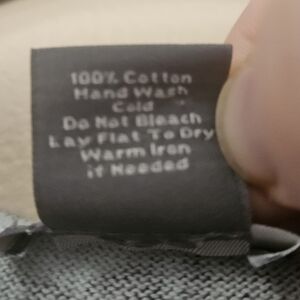 100% Cotton
Hand Wash
Cold
Do Not Bleach
Lay Flat To Dry
Warm Iron
if Needed